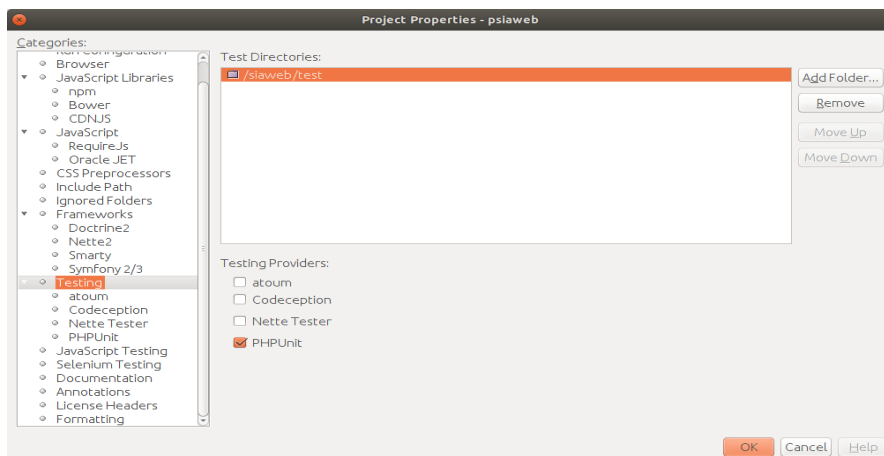 Project Properties - psiaweb
Categories:
Run Configuration
Browser
JavaScript Libraries
npm
Bower
CDNJS
JavaScript
RequireJs
Oracle JET
CSS Preprocessors
Include Path
Ignored Folders
Frameworks
Doctrine2
Nette2
Smarty
Symfony 2/3
Testing
atoum
Codeception
Nette Tester
PHPUnit
JavaScript Testing
Selenium Testing
Documentation
Annotations
License Headers
Formatting
Test Directories:
/siaweb/test
Add Folder...
Remove
Move Up
Move Down
Testing Providers:
atoum
Codeception
Nette Tester
PHPUnit
OK
Cancel
Help